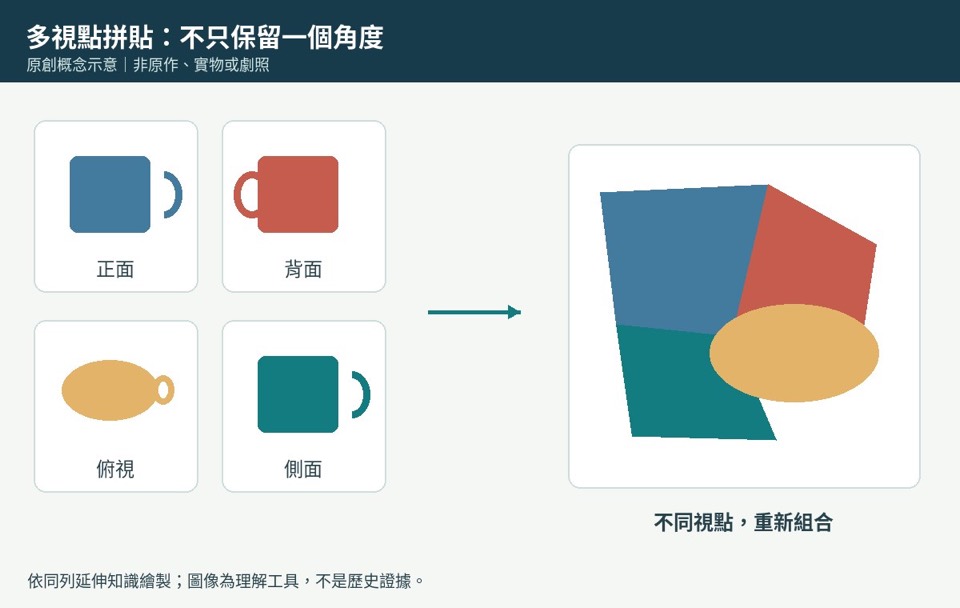 多視點拼貼：不只保留一個角度
原創概念示意｜非原作、實物或劇照
正面
背面
俯視
側面
不同視點，重新組合
依同列延伸知識繪製；圖像為理解工具，不是歷史證據。